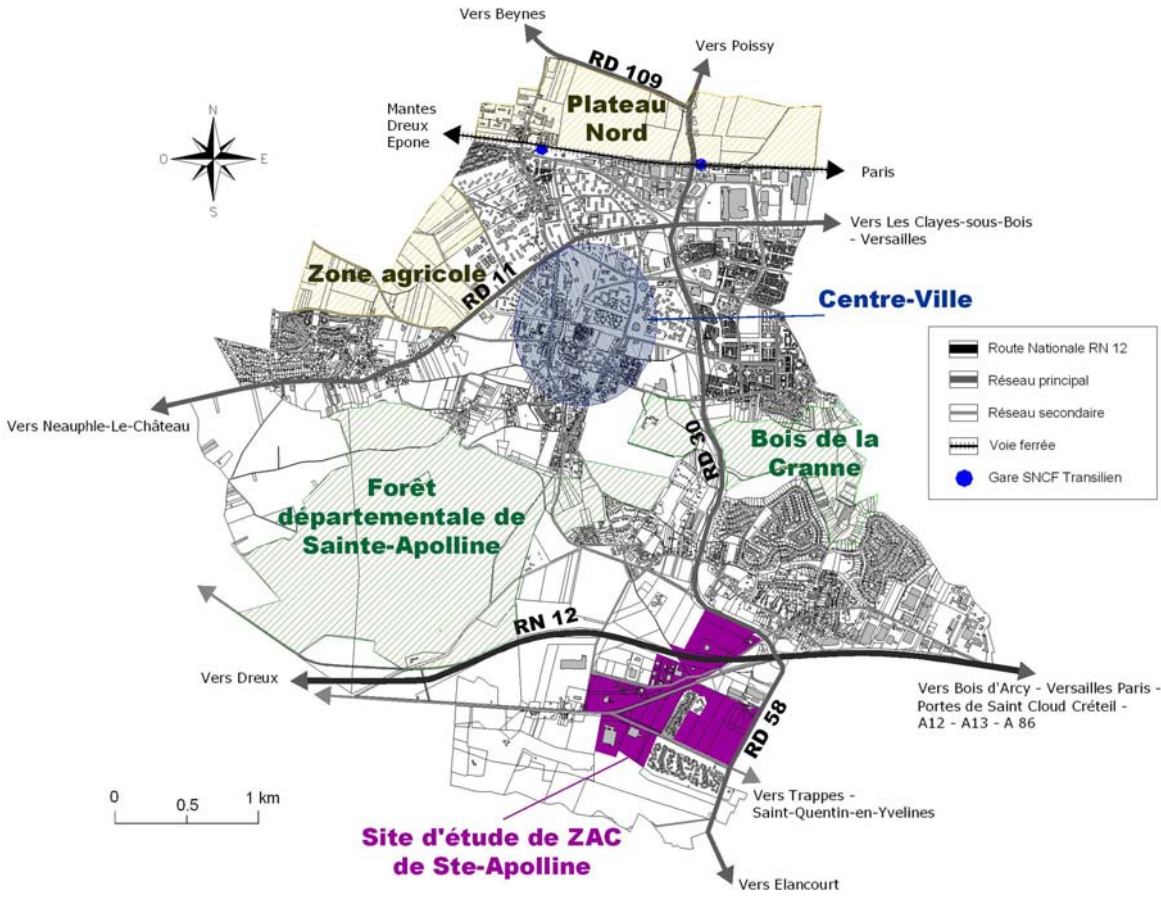 Vers Beynes
Vers Poissy
RD 109
Plateau
Nord
Mantes
Dreux
Epone
N
O
E
S
Paris
Vers Les Clayes-sous-Bois
- Versailles
Zone agricole
RD 11
Centre-Ville
Route Nationale RN 12
Réseau principal
Réseau secondaire
Voie ferrée
Gare SNCF Transilien
Vers Neauphle-Le-Château
RD 30
Bois de la
Cranne
Forêt
départementale de
Sainte-Apolline
RN 12
Vers Dreux
Vers Bois d'Arcy - Versailles Paris -
Portes de Saint Cloud Créteil -
A12 - A13 - A 86
RD 58
0
0.5
1 km
Vers Trappes -
Saint-Quentin-en-Yvelines
Site d'étude de ZAC
de Ste-Apolline
Vers Elancourt